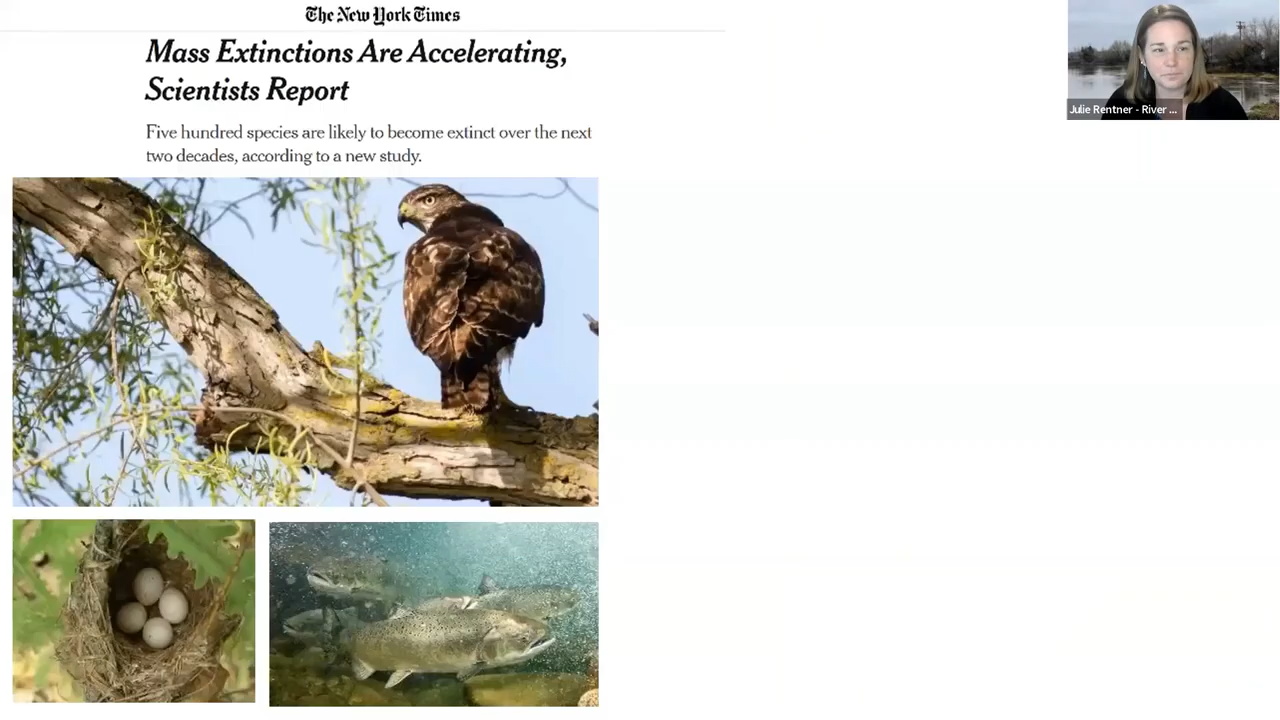 The New York Times
Mass Extinctions Are Accelerating,
Scientists Report
Five hundred species are likely to become extinct over the next
two decades, according to a new study.
Julie Rentner - River ...